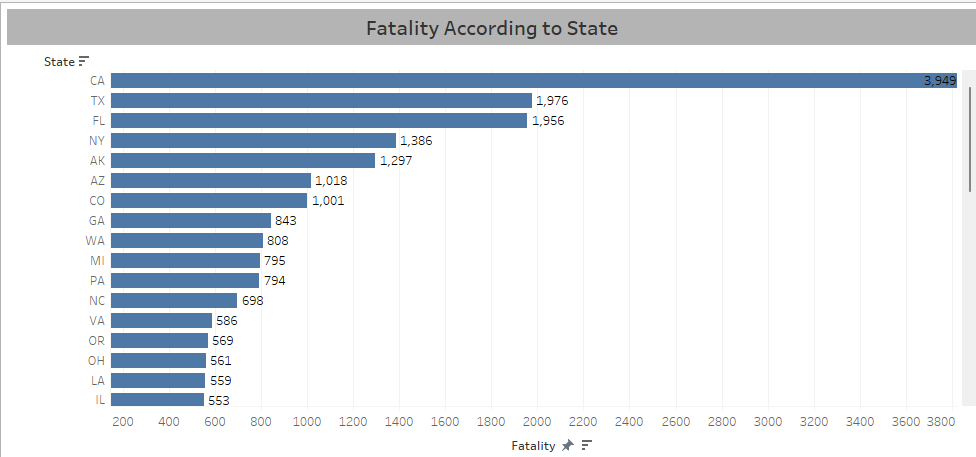 Fatality According to State
State
CA 3,949
TX 1,976
FL 1,956
NY 1,386
AK 1,297
AZ 1,018
CO 1,001
GA 843
WA 808
MI 795
PA 794
NC 698
VA 586
OR 569
OH 561
LA 559
IL 553
200 400 600 800 1000 1200 1400 1600 1800 2000 2200 2400 2600 2800 3000 3200 3400 3600 3800
Fatality